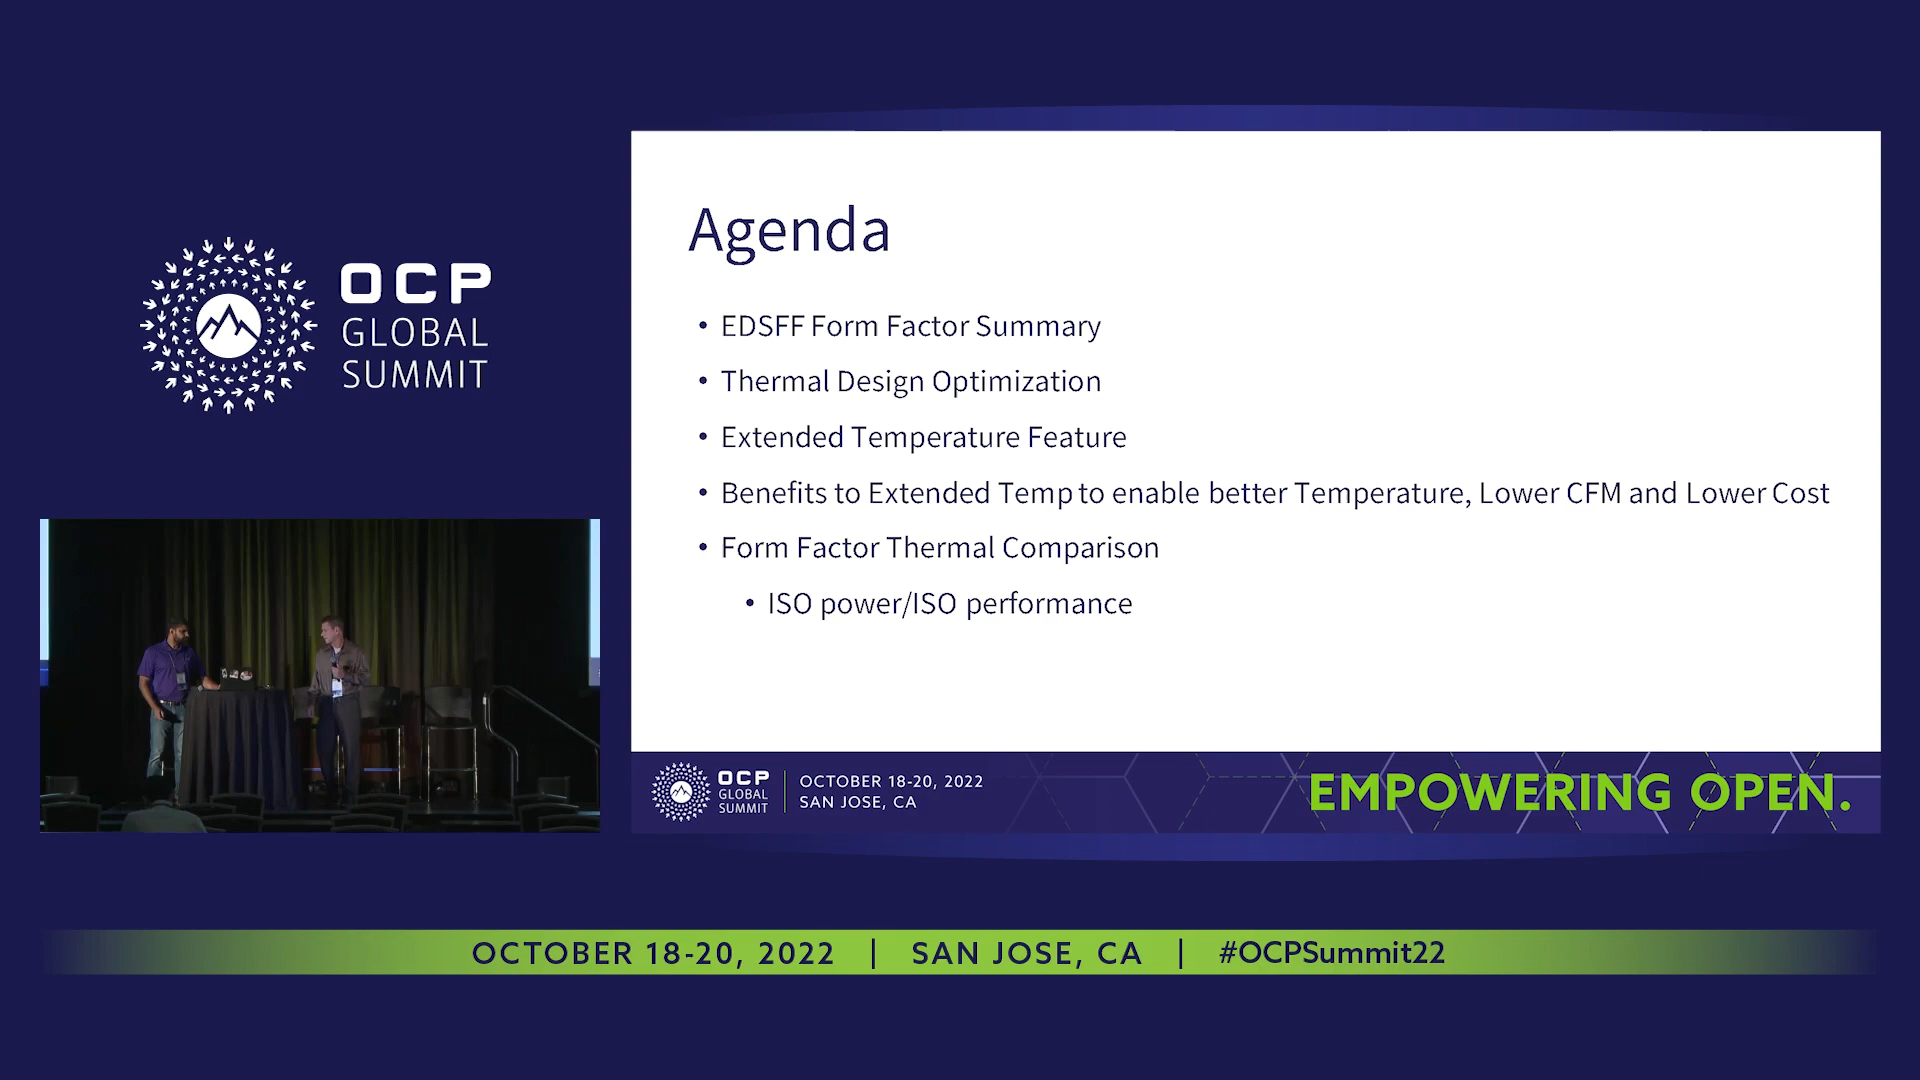 OCP
GLOBAL
SUMMIT
Agenda
• EDSFF Form Factor Summary
• Thermal Design Optimization
• Extended Temperature Feature
• Benefits to Extended Temp to enable better Temperature, Lower CFM and Lower Cost
• Form Factor Thermal Comparison
• ISO power/ISO performance
OCP
GLOBAL
SUMMIT
OCTOBER 18-20, 2022
SAN JOSE, CA
EMPOWERING OPEN.
OCTOBER 18-20, 2022 | SAN JOSE, CA | #OCPSummit22